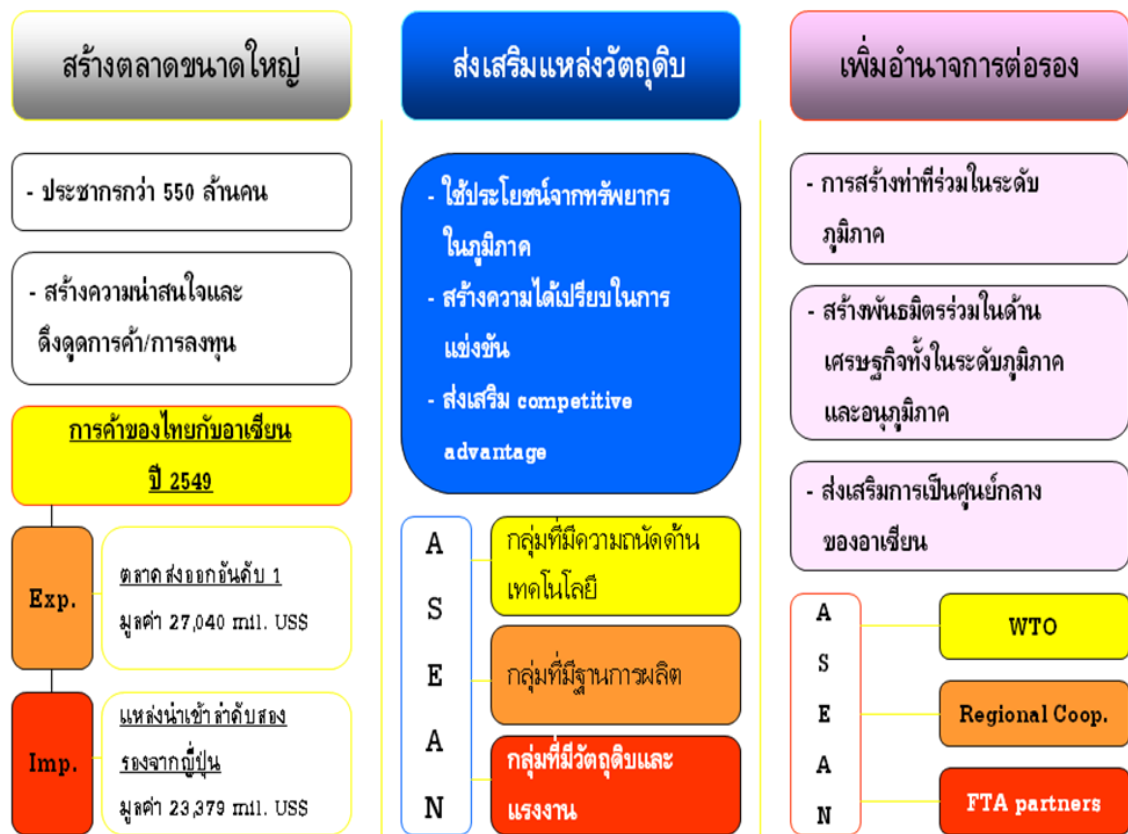 สร้างตลาดขนาดใหญ่
- ประชากรกว่า 550 ล้านคน
- สร้างความน่าสนใจและ
ดึงดูดการค้า/การลงทุน
การค้าของไทยกับอาเซียน
ปี 2549
Exp.
ตลาดส่งออกอันดับ 1
มูลค่า 27,040 mil. US$
Imp.
แหล่งนำเข้าลำดับสอง
รองจากญี่ปุ่น
มูลค่า 23,379 mil. US$
ส่งเสริมแหล่งวัตถุดิบ
- ใช้ประโยชน์จากทรัพยากร
ในภูมิภาค
- สร้างความได้เปรียบในการ
แข่งขัน
- ส่งเสริม competitive
advantage
A
S
E
A
N
กลุ่มที่มีความถนัดด้าน
เทคโนโลยี
กลุ่มที่มีฐานการผลิต
กลุ่มที่มีวัตถุดิบและ
แรงงาน
เพิ่มอำนาจการต่อรอง
- การสร้างท่าทีร่วมในระดับ
ภูมิภาค
- สร้างพันธมิตรร่วมในด้าน
เศรษฐกิจทั้งในระดับภูมิภาค
และอนุภูมิภาค
- ส่งเสริมการเป็นศูนย์กลาง
ของอาเซียน
A
S
E
A
N
WTO
Regional Coop.
FTA partners